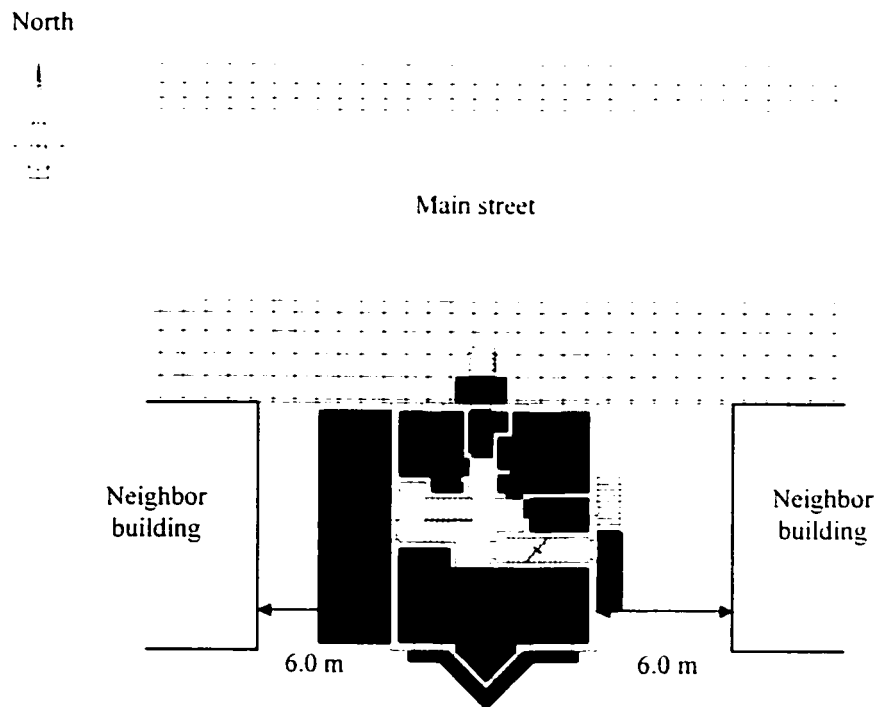 North
Main street
Neighbor
building
Neighbor
building
6.0 m
6.0 m